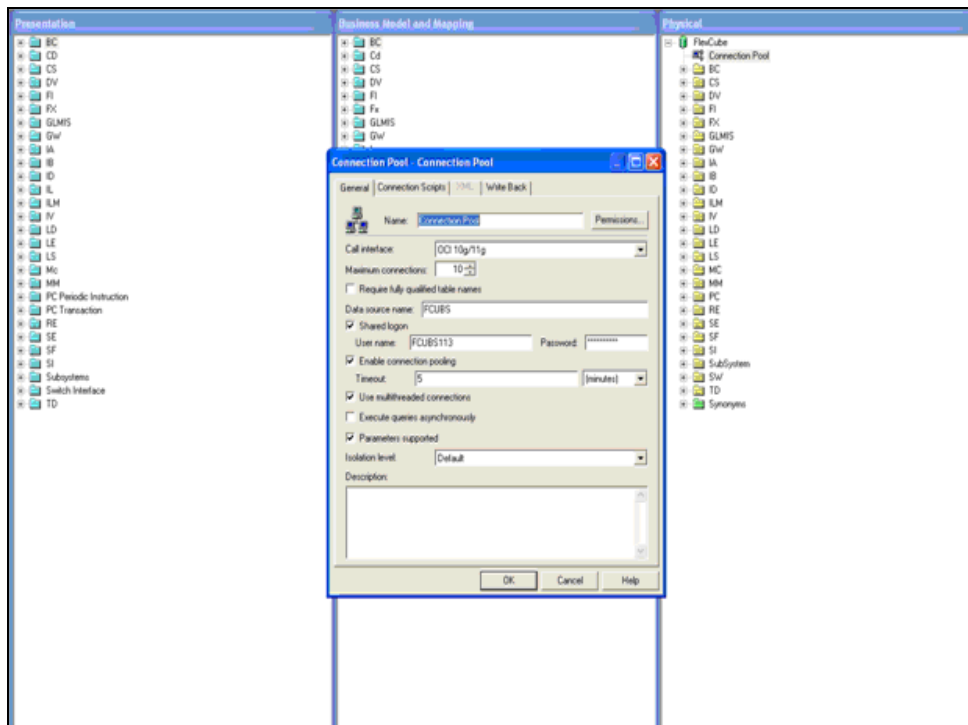 Presentation
BC
CD
CS
DV
FI
FX
GLMIS
GW
IA
IB
ID
IL
ILM
IV
LD
LE
LS
Mc
MM
PC Periodic Instruction
PC Transaction
RE
SE
SF
SI
Subsystems
Switch Interface
TD
Business Model and Mapping
BC
Cd
CS
DV
FI
Fx
GLMIS
GW
Physical
FlexCube
Connection Pool
BC
CS
DV
FI
FX
GLMIS
GW
IA
IB
ID
ILM
IV
LD
LE
LS
MC
MM
PC
RE
SE
SF
SI
SubSystem
SW
TD
Synonyms
Connection Pool - Connection Pool
General Connection Scripts XML Write Back
Name: Connection Pool Permissions...
Call interface: OCI 10g/11g
Maximum connections: 10
Require fully qualified table names
Data source name: FCUBS
Shared logon
User name: FCUBS113 Password: *********
Enable connection pooling
Timeout: 5 (minutes)
Use multithreaded connections
Execute queries asynchronously
Parameters supported
Isolation level: Default
Description:
OK Cancel Help